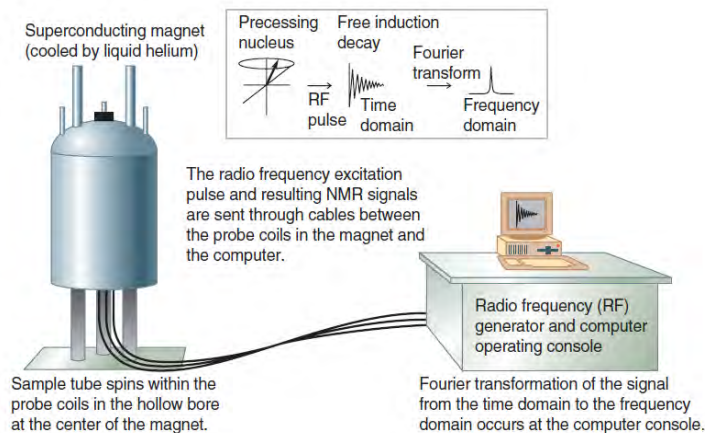 Superconducting magnet
(cooled by liquid helium)
Precessing
nucleus
Free induction
decay
Fourier
transform
RF
pulse
Time
domain
Frequency
domain
The radio frequency excitation
pulse and resulting NMR signals
are sent through cables between
the probe coils in the magnet and
the computer.
Radio frequency (RF)
generator and computer
operating console
Sample tube spins within the
probe coils in the hollow bore
at the center of the magnet.
Fourier transformation of the signal
from the time domain to the frequency
domain occurs at the computer console.